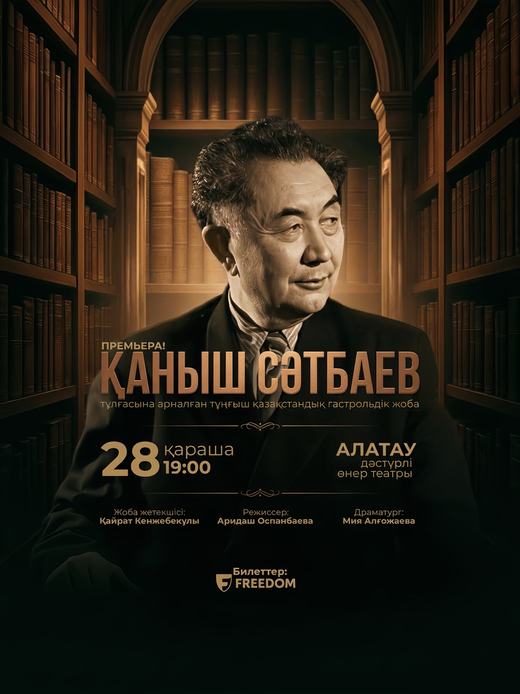 ПРЕМЬЕРА!
ҚАНЫШ СӘТБАЕВ
тұлғасына арналған тұңғыш қазақстандық гастрольдік жоба
28 қараша
19:00
АЛАТАУ
дәстүрлі
өнер театры
Жоба жетекшісі:
Қайрат Кенжебекулы
Режиссер:
Аридаш Оспанбаева
Драматург:
Мия Алғожаева
Билеттер:
FREEDOM